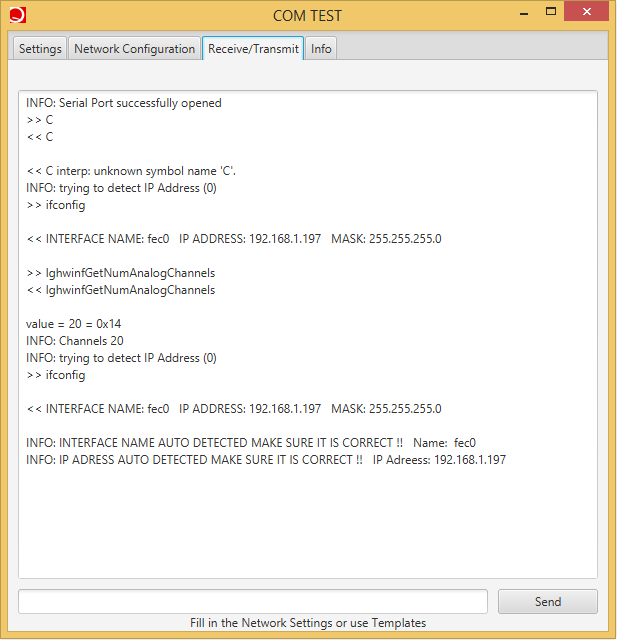 COM TEST
Settings Network Configuration Receive/Transmit Info
INFO: Serial Port successfully opened
>> C
<< C
<< C interp: unknown symbol name 'C'.
INFO: trying to detect IP Address (0)
>> ifconfig
<< INTERFACE NAME: fec0 IP ADDRESS: 192.168.1.197 MASK: 255.255.255.0
>> lghwinfGetNumAnalogChannels
<< lghwinfGetNumAnalogChannels
value = 20 = 0x14
INFO: Channels 20
INFO: trying to detect IP Address (0)
>> ifconfig
<< INTERFACE NAME: fec0 IP ADDRESS: 192.168.1.197 MASK: 255.255.255.0
INFO: INTERFACE NAME AUTO DETECTED MAKE SURE IT IS CORRECT !! Name: fec0
INFO: IP ADRESS AUTO DETECTED MAKE SURE IT IS CORRECT !! IP Adreess: 192.168.1.197
Send
Fill in the Network Settings or use Templates